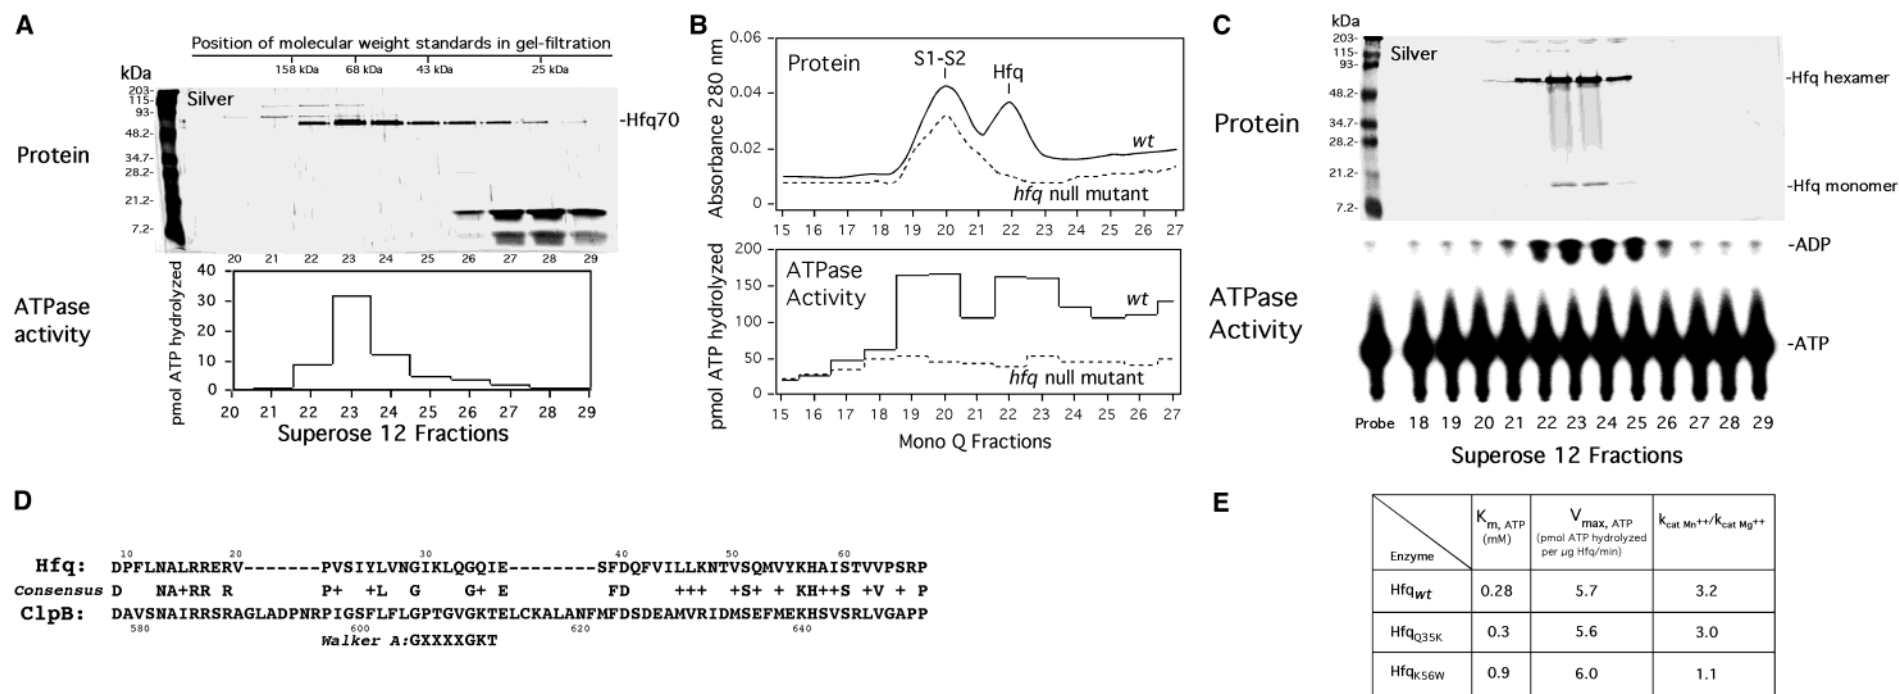 A
Position of molecular weight standards in gel-filtration
158 kDa 68 kDa 43 kDa 25 kDa
kDa
203-
115-
93-
48.2-
34.7-
28.2-
21.2-
7.2-
Silver
-Hfq70
Protein
20 21 22 23 24 25 26 27 28 29
ATPase
activity
pmol ATP hydrolyzed
40
30
20
10
0
20 21 22 23 24 25 26 27 28 29
Superose 12 Fractions
B
Absorbance 280 nm
0.06
0.04
0.02
0
Protein
S1-S2
Hfq
wt
hfq null mutant
15 16 17 18 19 20 21 22 23 24 25 26 27
pmol ATP hydrolyzed
200
150
100
50
0
ATPase
Activity
wt
hfq null mutant
15 16 17 18 19 20 21 22 23 24 25 26 27
Mono Q Fractions
C
kDa
203-
115-
93-
48.2-
34.7-
28.2-
21.2-
7.2-
Silver
-Hfq hexamer
Protein
-Hfq monomer
-ADP
ATPase
Activity
-ATP
Probe 18 19 20 21 22 23 24 25 26 27 28 29
Superose 12 Fractions
D
10 20 30 40 50 60
Hfq: DPFLNALRRERV-------PVSIYLVNGIKLQGQIE--------SFDQFVILLKNTVSQMVYKHAISTVVPSRP
Consensus D NA+RR R P+ +L G G+ E FD +++ +S+ + KH++S +V + P
ClpB: DAVSNAIRRSRAGLADPNRPIGSFLFLGPTGVGKTELCKALANFMFDSDEAMVRIDMSEFMEKHSVSRLVGAPP
580 600 620 640
Walker A:GXXXXGKT
E
Enzyme
K m, ATP (mM)
V max, ATP (pmol ATP hydrolyzed per µg Hfq/min)
k cat Mn++/k cat Mg++
Hfqwt 0.28 5.7 3.2
HfqQ35K 0.3 5.6 3.0
HfqK56W 0.9 6.0 1.1